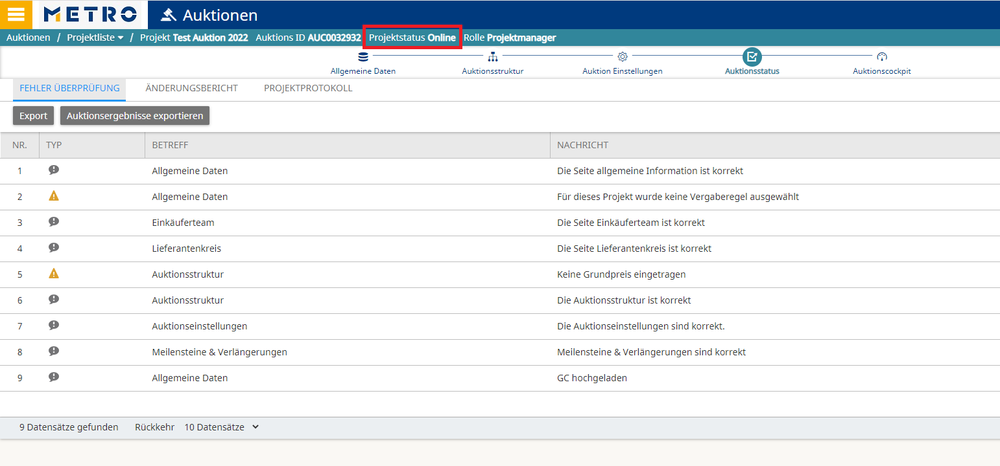 METRO Auktionen
Auktionen / Projektliste / Projekt Test Auktion 2022 Auktions ID AUC0032932 Projektstatus Online Rolle Projektmanager
Allgemeine Daten Auktionsstruktur Auktion Einstellungen Auktionsstatus Auktionscockpit
FEHLER ÜBERPRÜFUNG ÄNDERUNGSBERICHT PROJEKTPROTOKOLL
Export Auktionsergebnisse exportieren
NR. TYP BETREFF NACHRICHT
1 Allgemeine Daten Die Seite allgemeine Information ist korrekt
2 Allgemeine Daten Für dieses Projekt wurde keine Vergaberegel ausgewählt
3 Einkäuferteam Die Seite Einkäuferteam ist korrekt
4 Lieferantenkreis Die Seite Lieferantenkreis ist korrekt
5 Auktionsstruktur Keine Grundpreis eingetragen
6 Auktionsstruktur Die Auktionsstruktur ist korrekt
7 Auktionseinstellungen Die Auktionseinstellungen sind korrekt.
8 Meilensteine & Verlängerungen Meilensteine & Verlängerungen sind korrekt
9 Allgemeine Daten GC hochgeladen
9 Datensätze gefunden Rückkehr 10 Datensätze